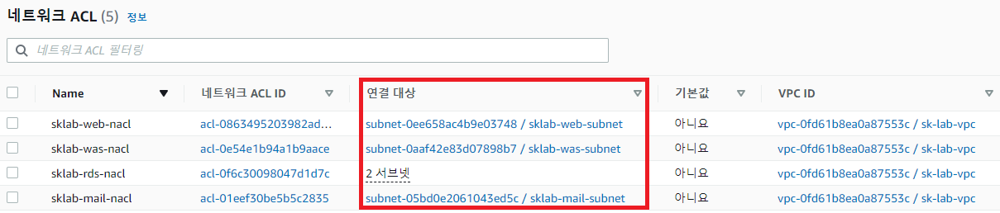 네트워크 ACL (5) 정보
네트워크 ACL 필터링
Name 네트워크 ACL ID 연결 대상 기본값 VPC ID
sklab-web-nacl acl-0863495203982ad... subnet-0ee658ac4b9e03748 / sklab-web-subnet 아니요 vpc-0fd61b8ea0a87553c / sk-lab-vpc
sklab-was-nacl acl-0e54e1b94a1b9aace subnet-0aaf42e83d07898b7 / sklab-was-subnet 아니요 vpc-0fd61b8ea0a87553c / sk-lab-vpc
sklab-rds-nacl acl-0f6c30098047d1d7c 2 서브넷 아니요 vpc-0fd61b8ea0a87553c / sk-lab-vpc
sklab-mail-nacl acl-01eef30be5b5c2835 subnet-05bd0e2061043ed5c / sklab-mail-subnet 아니요 vpc-0fd61b8ea0a87553c / sk-lab-vpc